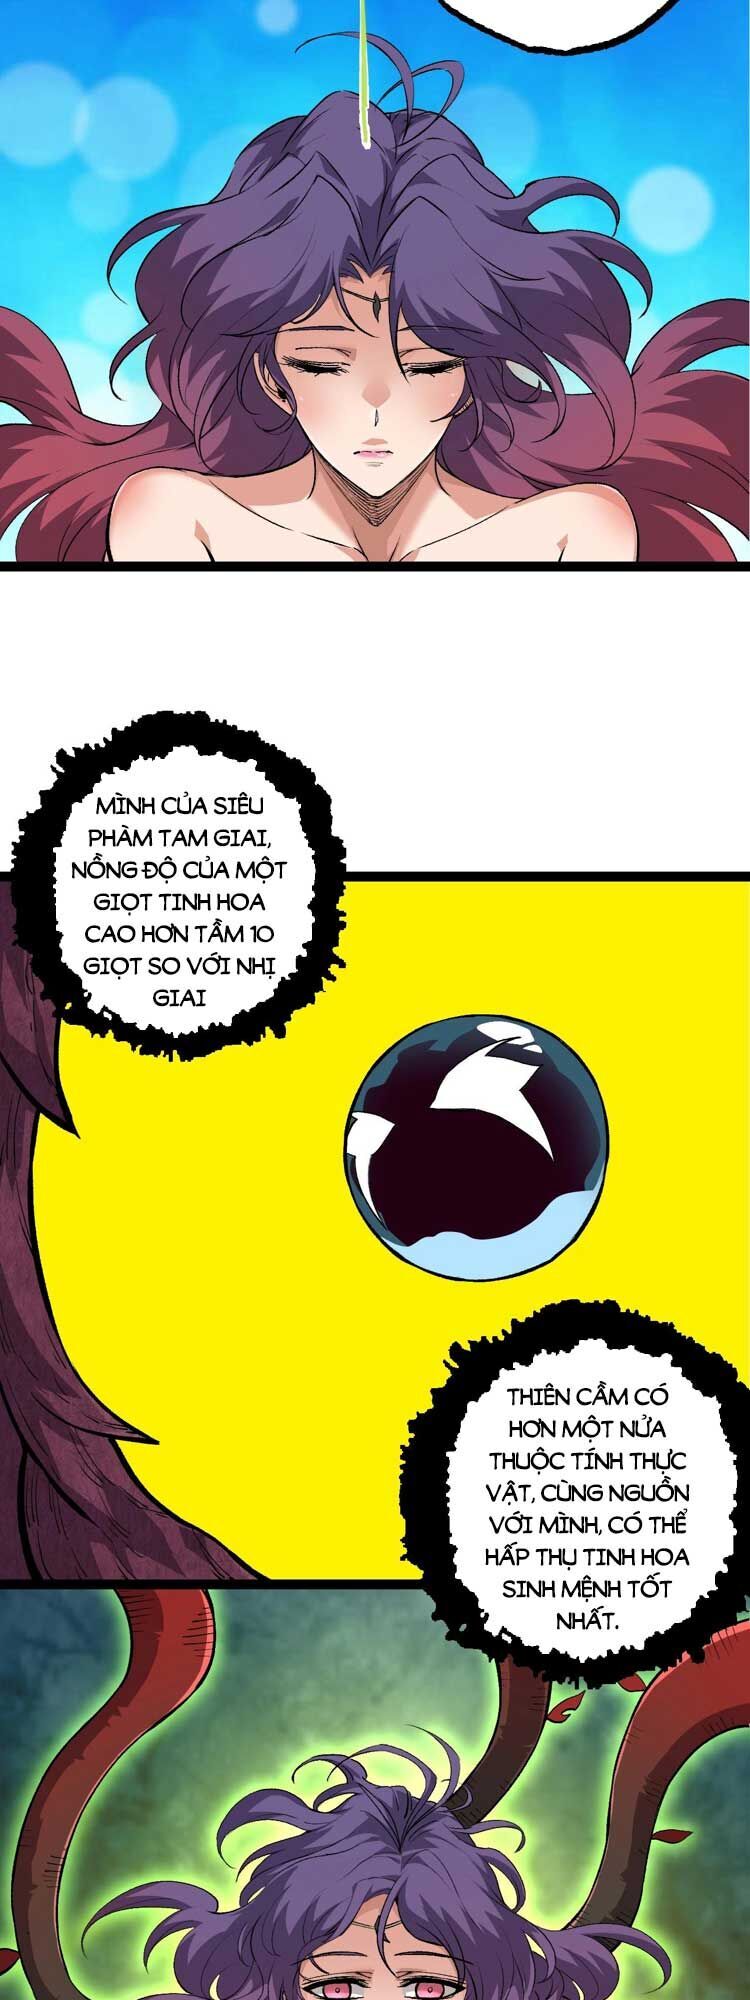 MÌNH CỦA SIÊU
PHÀM TAM GIAI,
NỒNG ĐỘ CỦA MỘT
GIỌT TINH HOA
CAO HƠN TẦM 10
GIỌT SO VỚI NHỊ
GIAI
THIÊN CẦM CÓ
HƠN MỘT NỬA
THUỘC TÍNH THỰC
VẬT, CÙNG NGUỒN
VỚI MÌNH, CÓ THỂ
HẤP THỤ TINH HOA
SINH MỆNH TỐT
NHẤT.